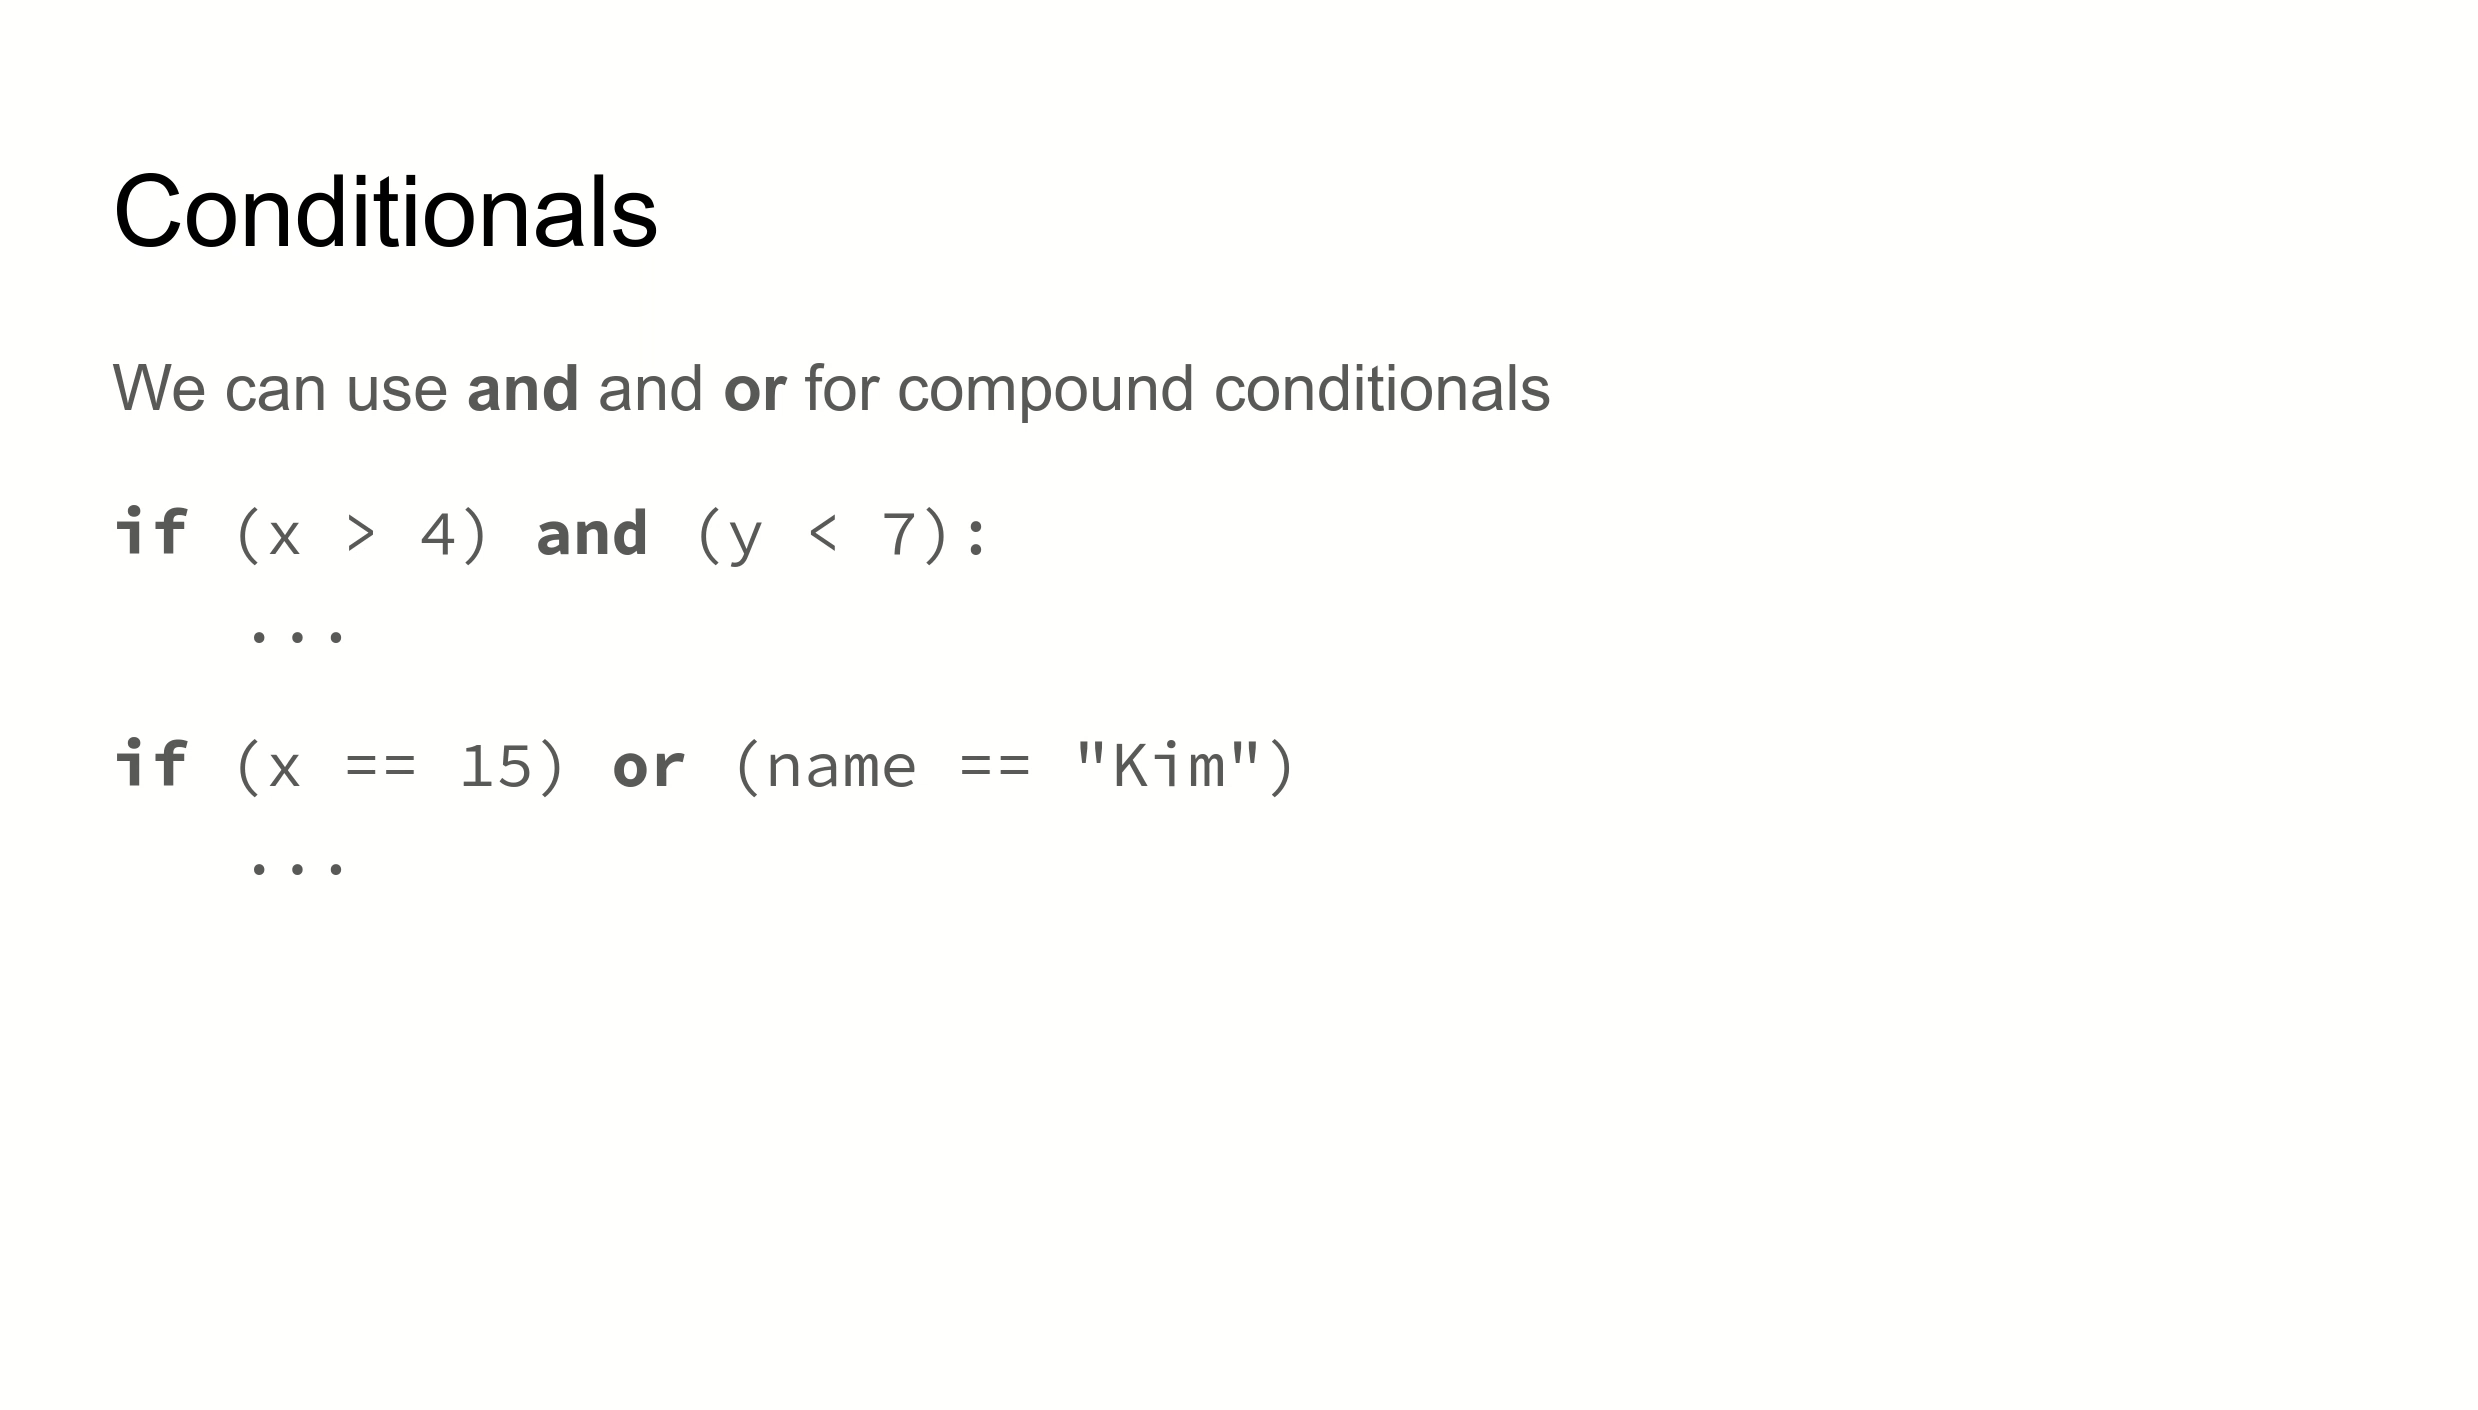 Conditionals
We can use and and or for compound conditionals
if (x > 4) and (y < 7):
...
if (x == 15) or (name == "Kim")
...